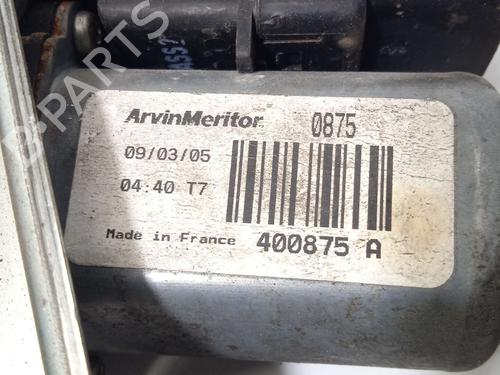 B-PARTS
ArvinMeritor 0875
09/03/05
04:40 T7
Made in France 400875 A